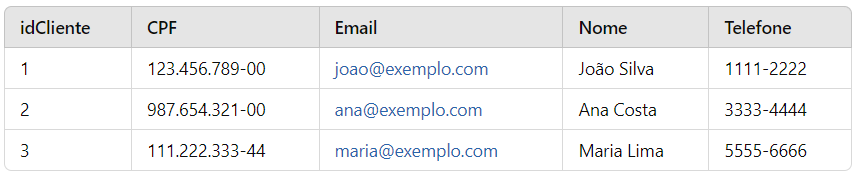 idCliente CPF Email Nome Telefone
1 123.456.789-00 joao@exemplo.com João Silva 1111-2222
2 987.654.321-00 ana@exemplo.com Ana Costa 3333-4444
3 111.222.333-44 maria@exemplo.com Maria Lima 5555-6666